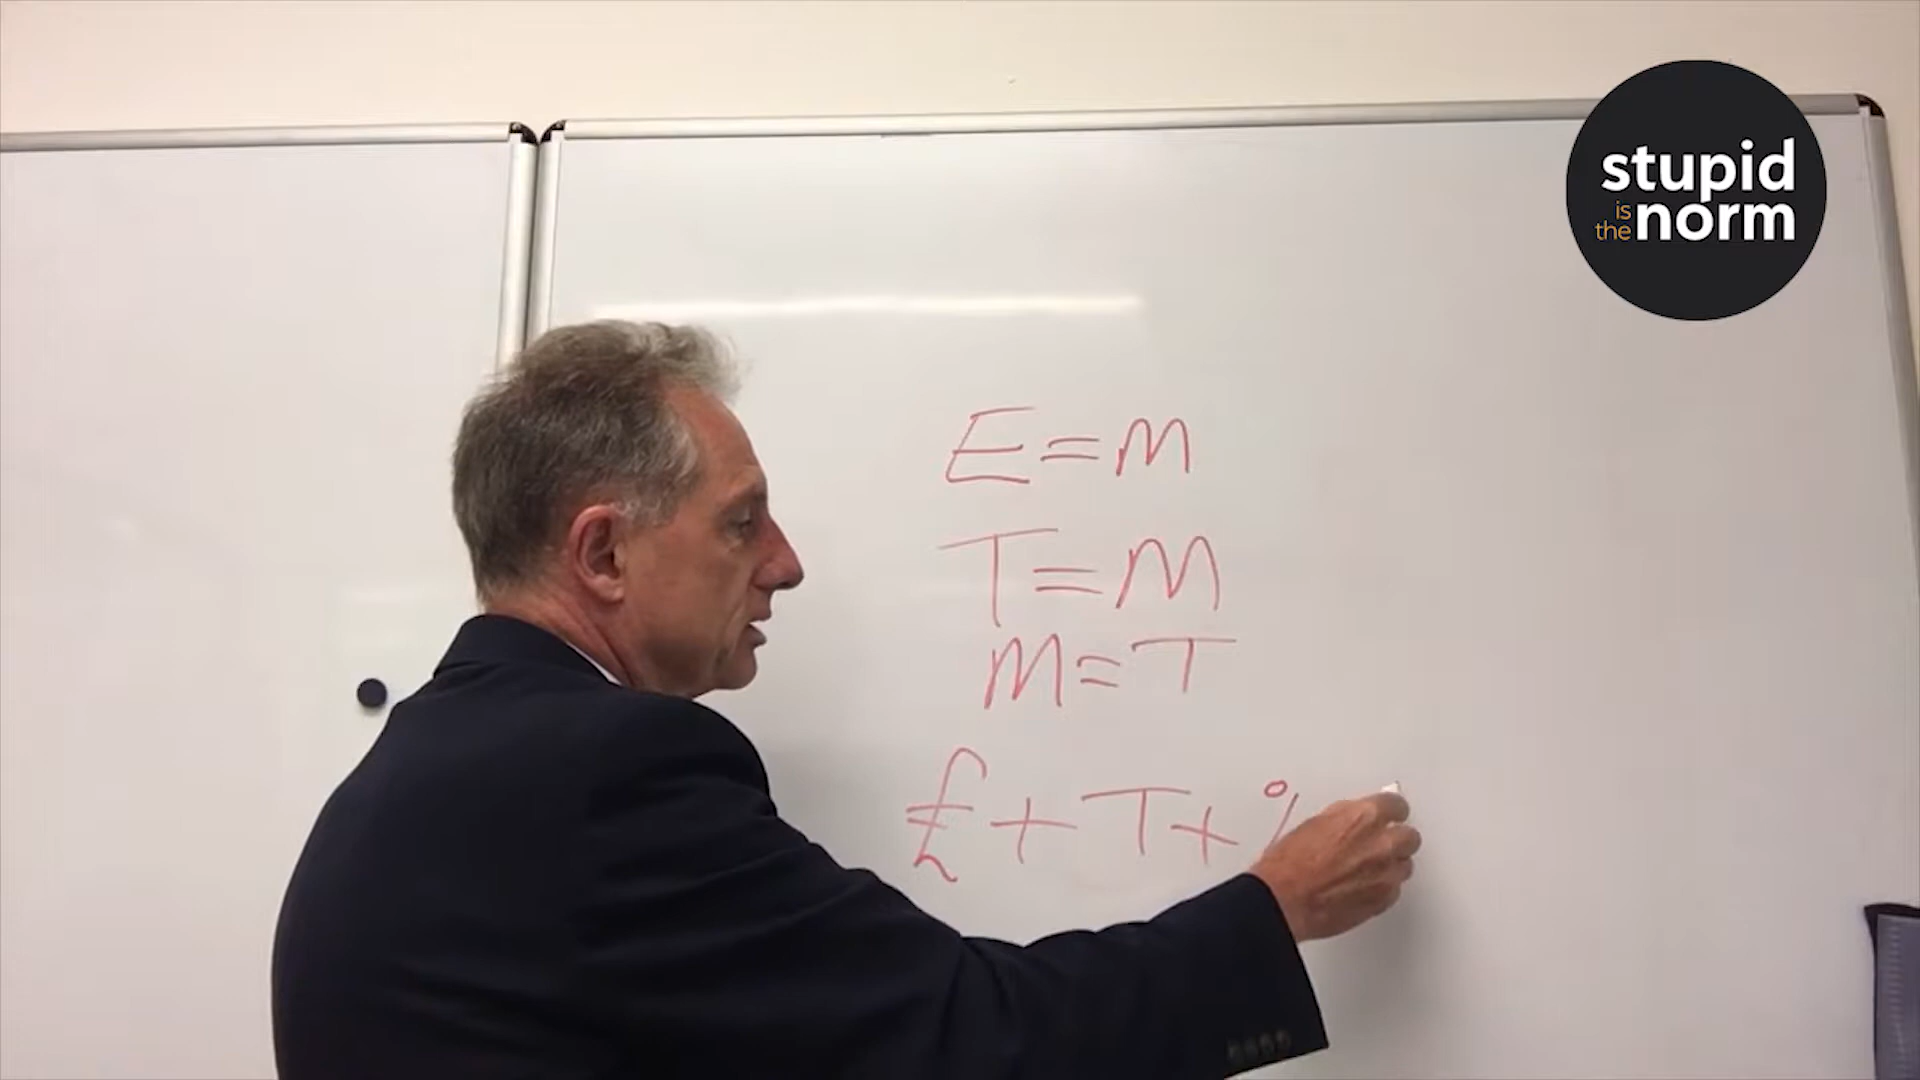 stupid
is
the norm
E = M
T = M
M = T
£ + T + %